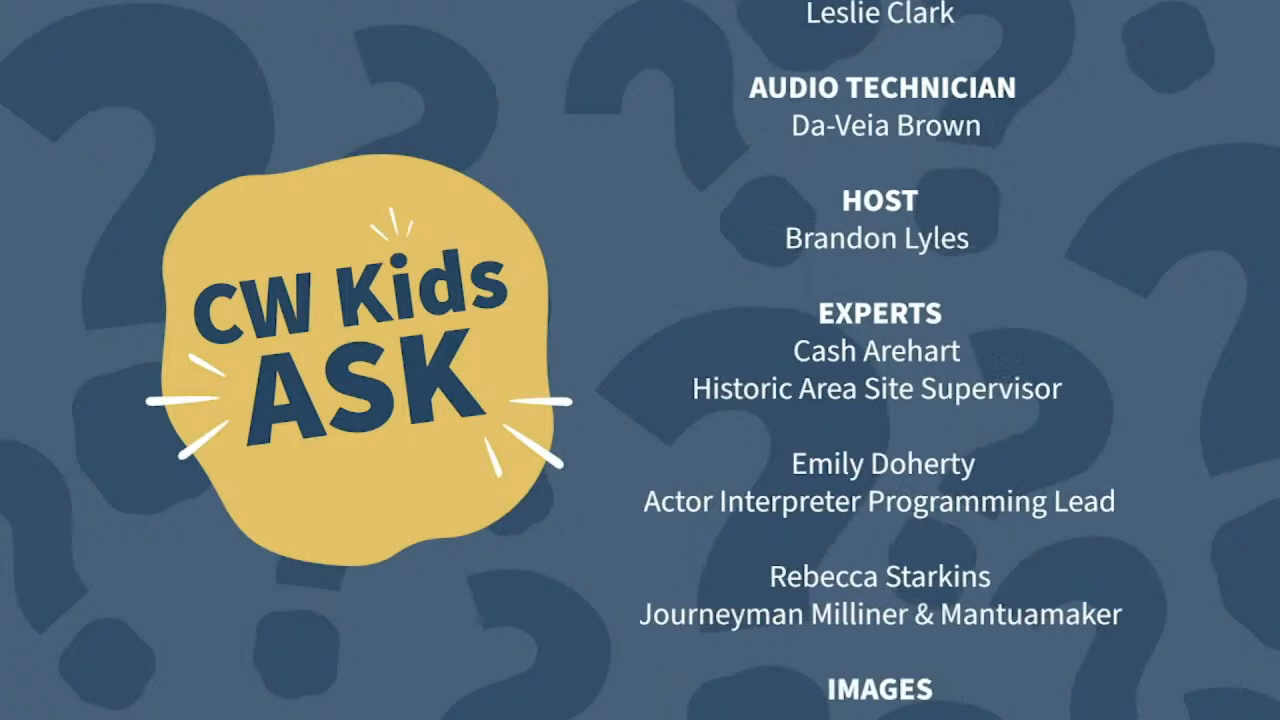 CW Kids
ASK
Leslie Clark
AUDIO TECHNICIAN
Da-Veia Brown
HOST
Brandon Lyles
EXPERTS
Cash Arehart
Historic Area Site Supervisor
Emily Doherty
Actor Interpreter Programming Lead
Rebecca Starkins
Journeyman Milliner & Mantuamaker
IMAGES